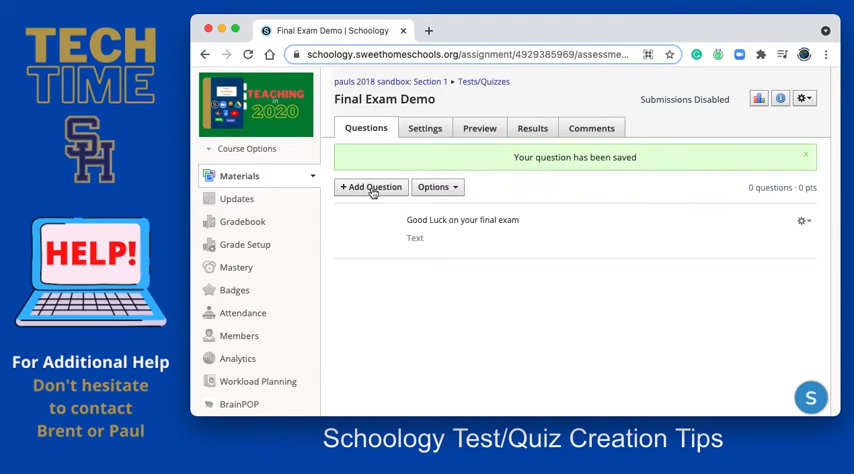 TECH
TIME
SH
HELP!
For Additional Help
Don't hesitate
to contact
Brent or Paul
Final Exam Demo | Schoology
schoology.sweethomeschools.org/assignment/4929385969/assessme...
TEACHING
in
2020
Course Options
Materials
Updates
Gradebook
Grade Setup
Mastery
Badges
Attendance
Members
Analytics
Workload Planning
BrainPOP
pauls 2018 sandbox: Section 1 ▸ Tests/Quizzes
Final Exam Demo
Submissions Disabled
Questions
Settings
Preview
Results
Comments
Your question has been saved
x
+ Add Question
Options
0 questions · 0 pts
Good Luck on your final exam
Text
S
Schoology Test/Quiz Creation Tips